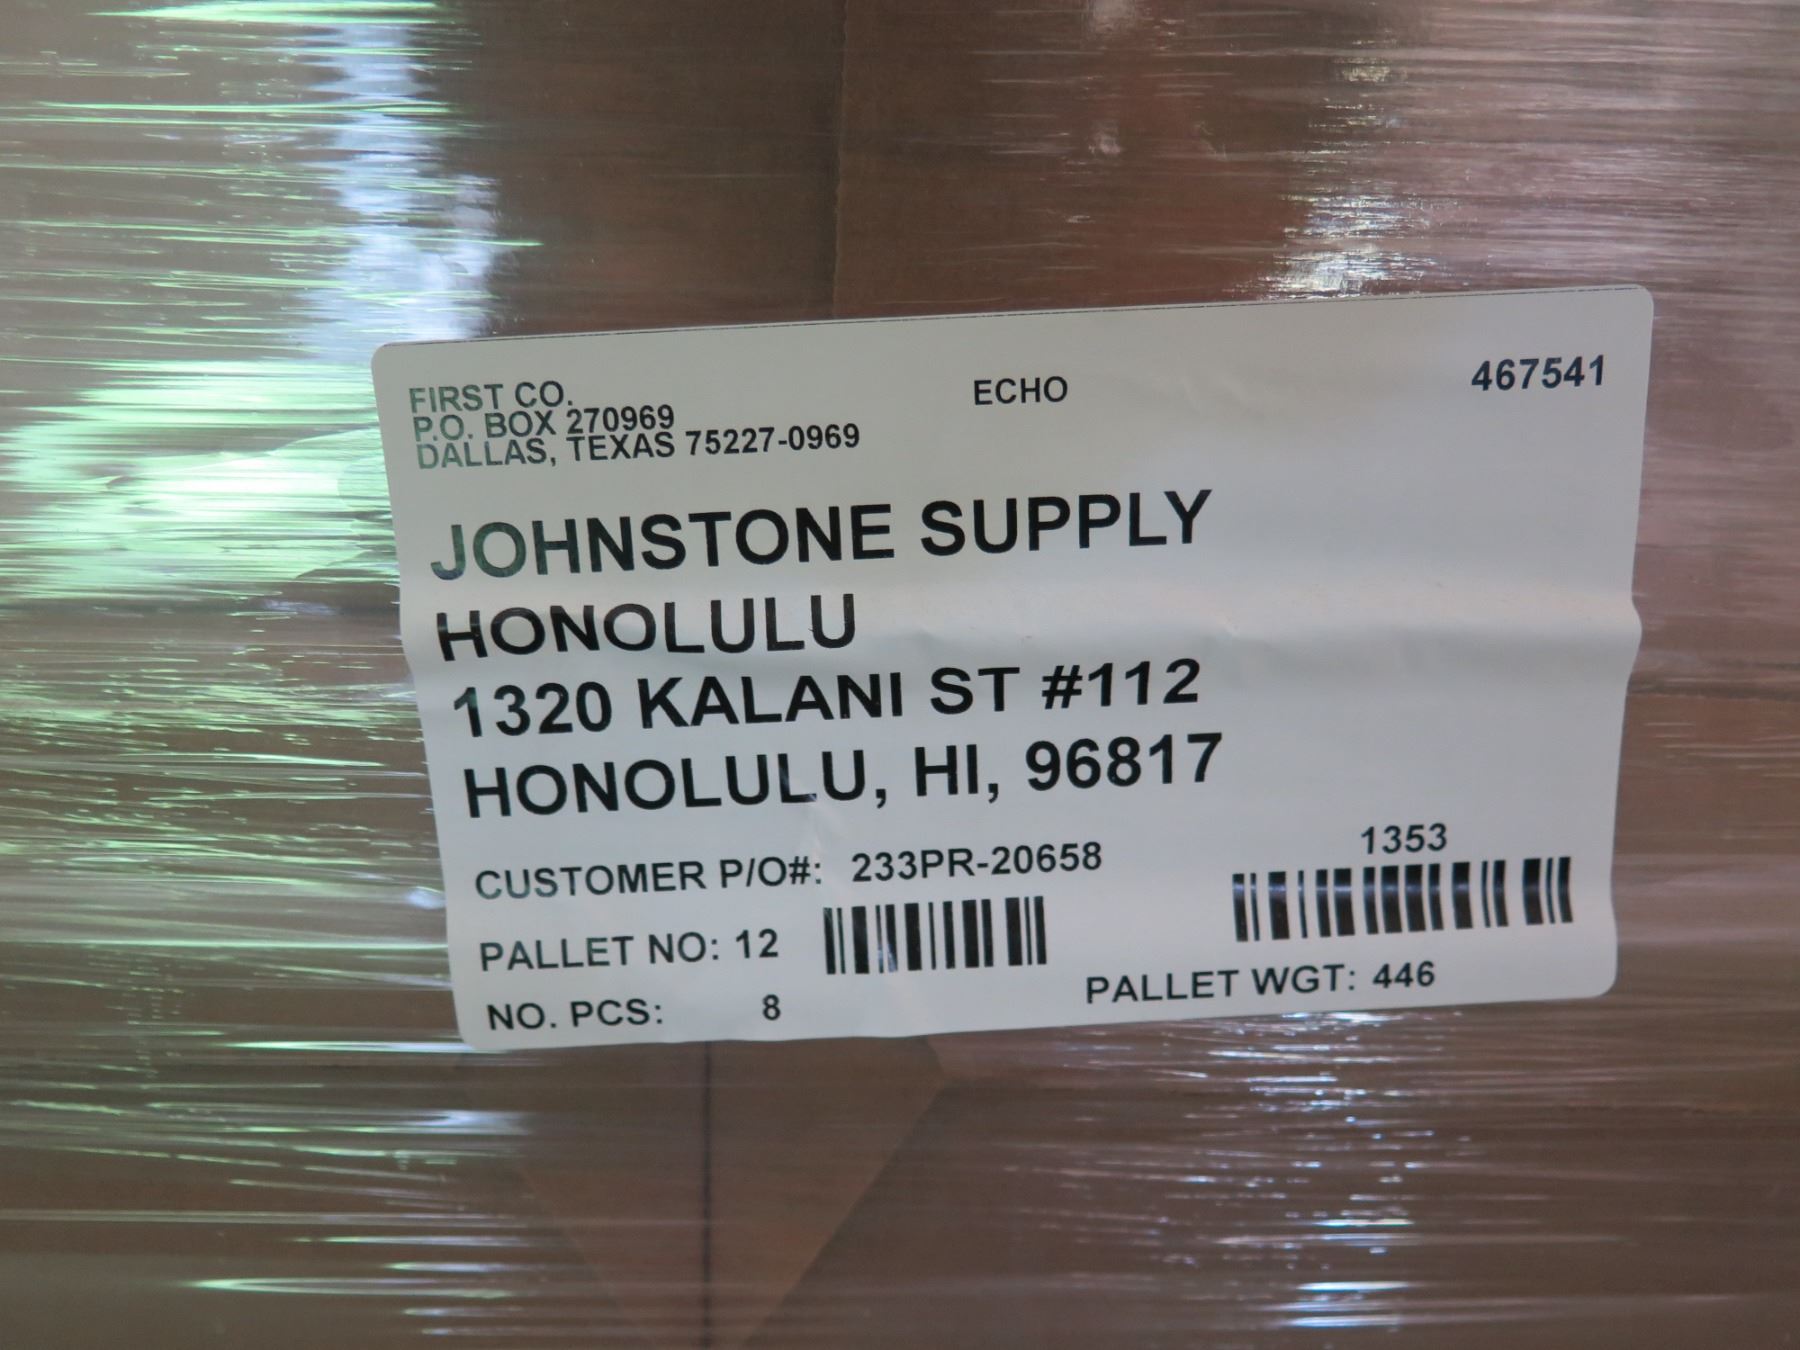 FIRST CO.
P.O. BOX 270969
DALLAS, TEXAS 75227-0969
ECHO
467541
JOHNSTONE SUPPLY
HONOLULU
1320 KALANI ST #112
HONOLULU, HI, 96817
CUSTOMER P/O#: 233PR-20658
1353
PALLET NO: 12
PALLET WGT: 446
NO. PCS: 8